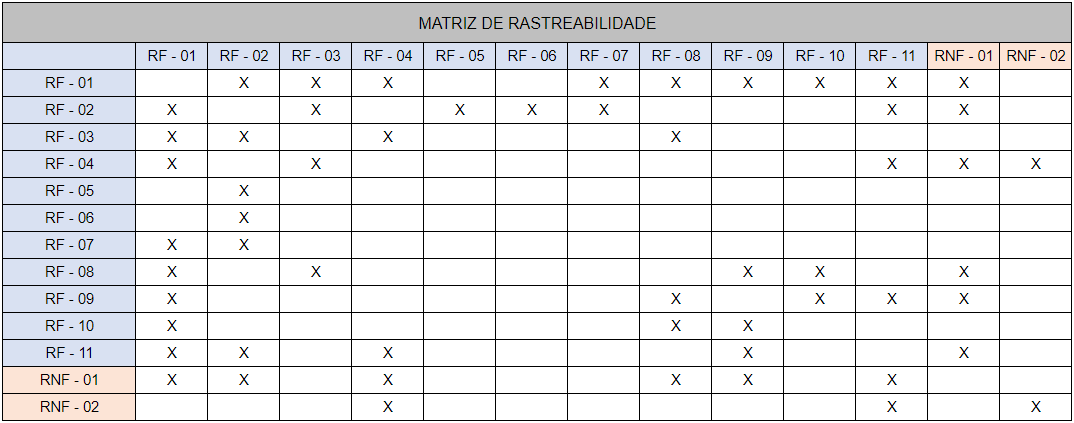 MATRIZ DE RASTREABILIDADE
RF - 01 RF - 02 RF - 03 RF - 04 RF - 05 RF - 06 RF - 07 RF - 08 RF - 09 RF - 10 RF - 11 RNF - 01 RNF - 02
RF - 01 X X X X X X X X X
RF - 02 X X X X X X X
RF - 03 X X X X
RF - 04 X X X X X
RF - 05 X
RF - 06 X
RF - 07 X X
RF - 08 X X X X X
RF - 09 X X X X X
RF - 10 X X X
RF - 11 X X X X X
RNF - 01 X X X X X X
RNF - 02 X X X